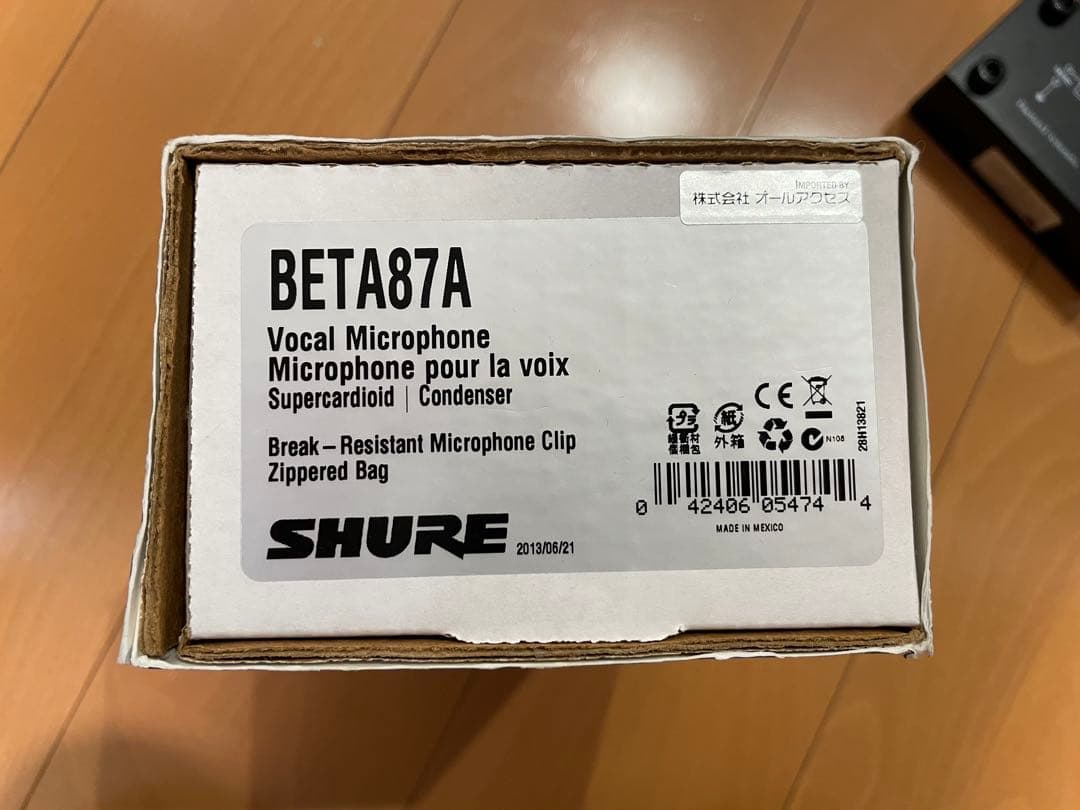 IMPORTED BY
株式会社 オールアクセス
BETA87A
Vocal Microphone
Microphone pour la voix
Supercardioid | Condenser
Break–Resistant Microphone Clip
Zippered Bag
SHURE 2013/06/21
プラ
緩衝材
個梱包
紙
外箱
CE
N108
28H13821
0 42406 05474 4
MADE IN MEXICO